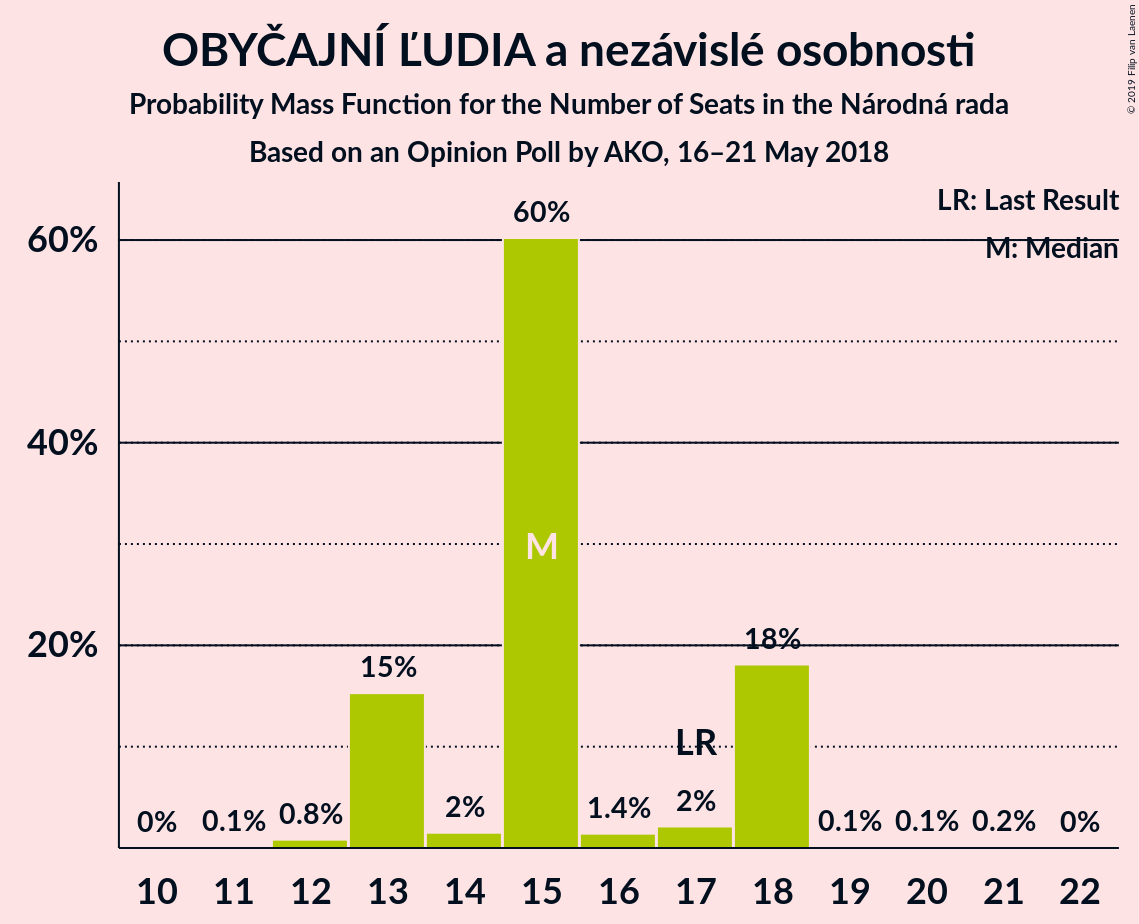 OBYČAJNÍ ĽUDIA a nezávislé osobnosti
Probability Mass Function for the Number of Seats in the Národná rada
Based on an Opinion Poll by AKO, 16–21 May 2018
© 2019 Filip van Laenen
LR: Last Result
M: Median
60%
40%
20%
0% 0.1% 0.8% 15% 2% 60% 1.4% 2% 18% 0.1% 0.1% 0.2% 0%
M
LR
10 11 12 13 14 15 16 17 18 19 20 21 22